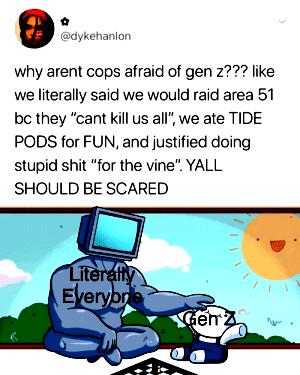 @dykehanlon
why arent cops afraid of gen z??? like
we literally said we would raid area 51
bc they “cant kill us all”, we ate TIDE
PODS for FUN, and justified doing
stupid shit “for the vine”. YALL
SHOULD BE SCARED
Literally
Everyone
Gen Z